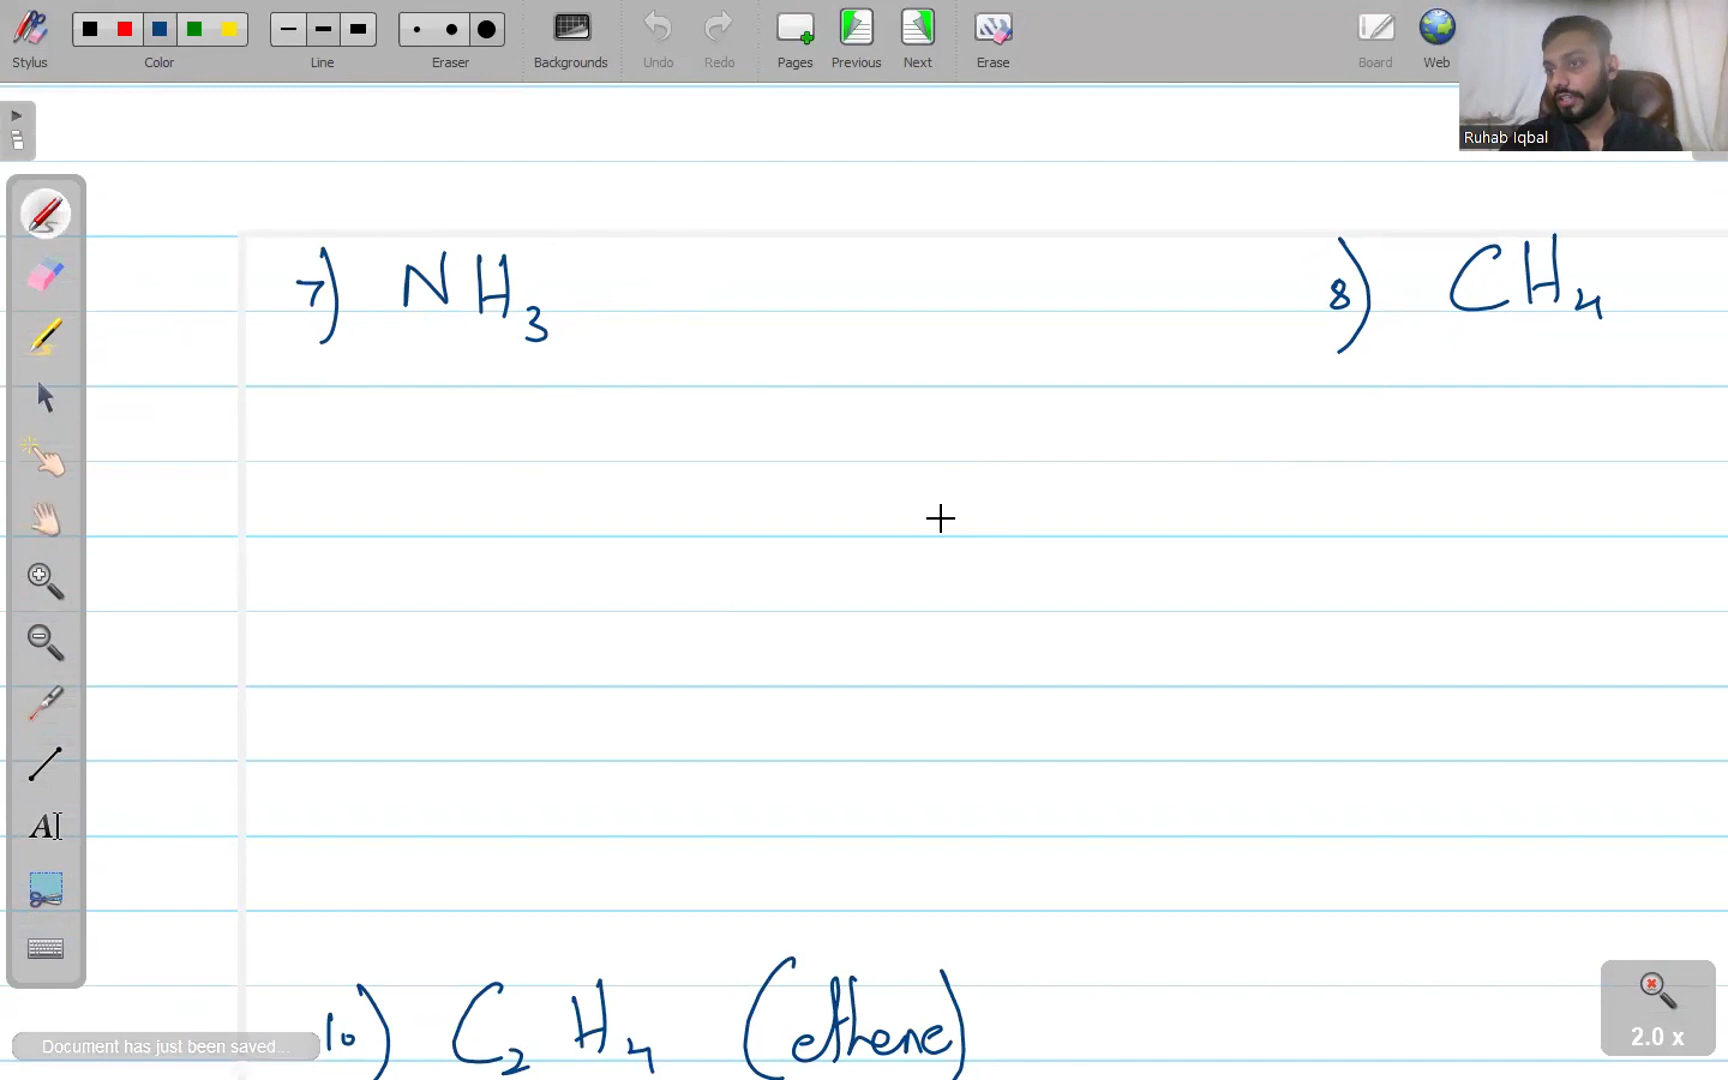 Stylus
Color
Line
Eraser
Backgrounds
Undo
Redo
Pages
Previous
Next
Erase
Board
Web
Ruhab Iqbal
7) NH3
8) CH4
10) C2H4 (ethene)
Document has just been saved...
2.0 x